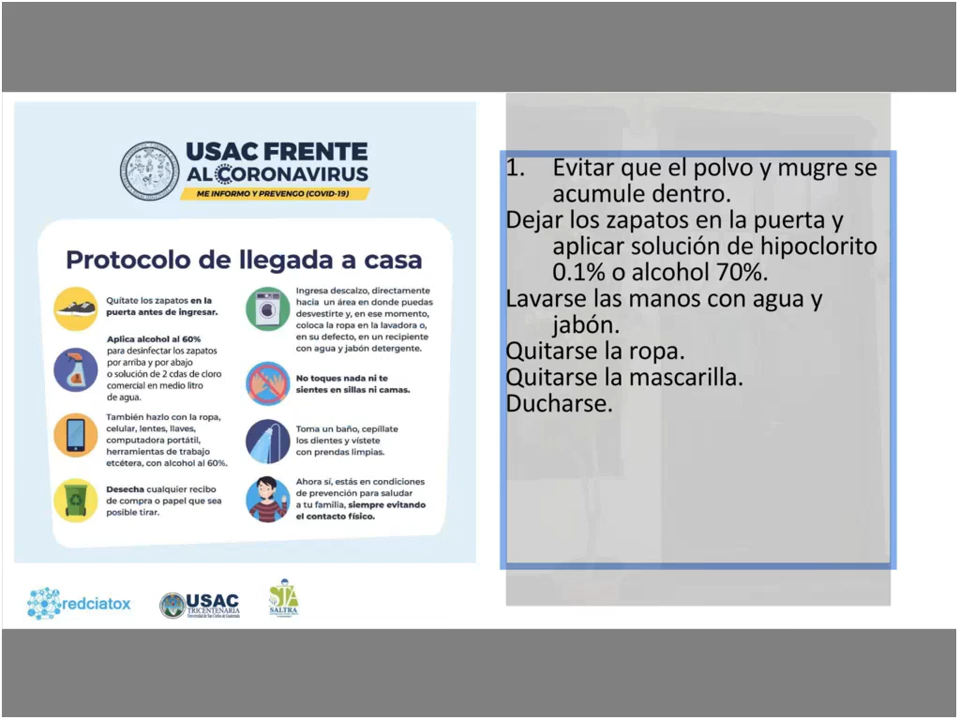 USAC FRENTE
AL CORONAVIRUS
ME INFORMO Y PREVENGO (COVID-19)
Protocolo de llegada a casa
Quítate los zapatos en la
puerta antes de ingresar.
Aplica alcohol al 60%
para desinfectar los zapatos
por arriba y por abajo
o solución de 2 cdas de cloro
comercial en medio litro
de agua.
También hazlo con la ropa,
celular, lentes, llaves,
computadora portátil,
herramientas de trabajo
etcétera, con alcohol al 60%.
Desecha cualquier recibo
de compra o papel que sea
posible tirar.
Ingresa descalzo, directamente
hacia un área en donde puedas
desvestirte y, en ese momento,
coloca la ropa en la lavadora o,
en su defecto, en un recipiente
con agua y jabón detergente.
No toques nada ni te
sientes en sillas ni camas.
Toma un baño, cepíllate
los dientes y vístete
con prendas limpias.
Ahora sí, estás en condiciones
de prevención para saludar
a tu familia, siempre evitando
el contacto físico.
1. Evitar que el polvo y mugre se
acumule dentro.
Dejar los zapatos en la puerta y
aplicar solución de hipoclorito
0.1% o alcohol 70%.
Lavarse las manos con agua y
jabón.
Quitarse la ropa.
Quitarse la mascarilla.
Ducharse.
redciatox
USAC
TRICENTENARIA
Universidad de San Carlos de Guatemala
SALTRA